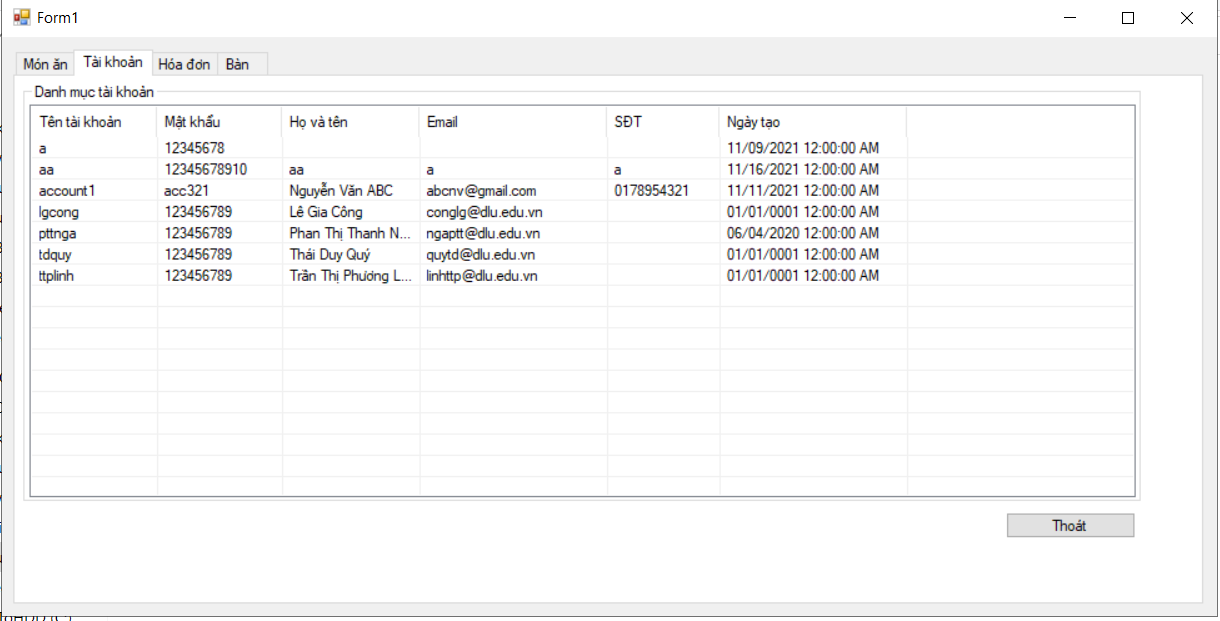 Form1
Món ăn Tài khoản Hóa đơn Bàn
Danh mục tài khoản
Tên tài khoản Mật khẩu Họ và tên Email SĐT Ngày tạo
a 12345678 11/09/2021 12:00:00 AM
aa 12345678910 aa a a 11/16/2021 12:00:00 AM
account1 acc321 Nguyễn Văn ABC abcnv@gmail.com 0178954321 11/11/2021 12:00:00 AM
lgcong 123456789 Lê Gia Công conglg@dlu.edu.vn 01/01/0001 12:00:00 AM
pttnga 123456789 Phan Thị Thanh N... ngaptt@dlu.edu.vn 06/04/2020 12:00:00 AM
tdquy 123456789 Thái Duy Quý quytd@dlu.edu.vn 01/01/0001 12:00:00 AM
ttplinh 123456789 Trần Thị Phương L... linhttp@dlu.edu.vn 01/01/0001 12:00:00 AM
Thoát